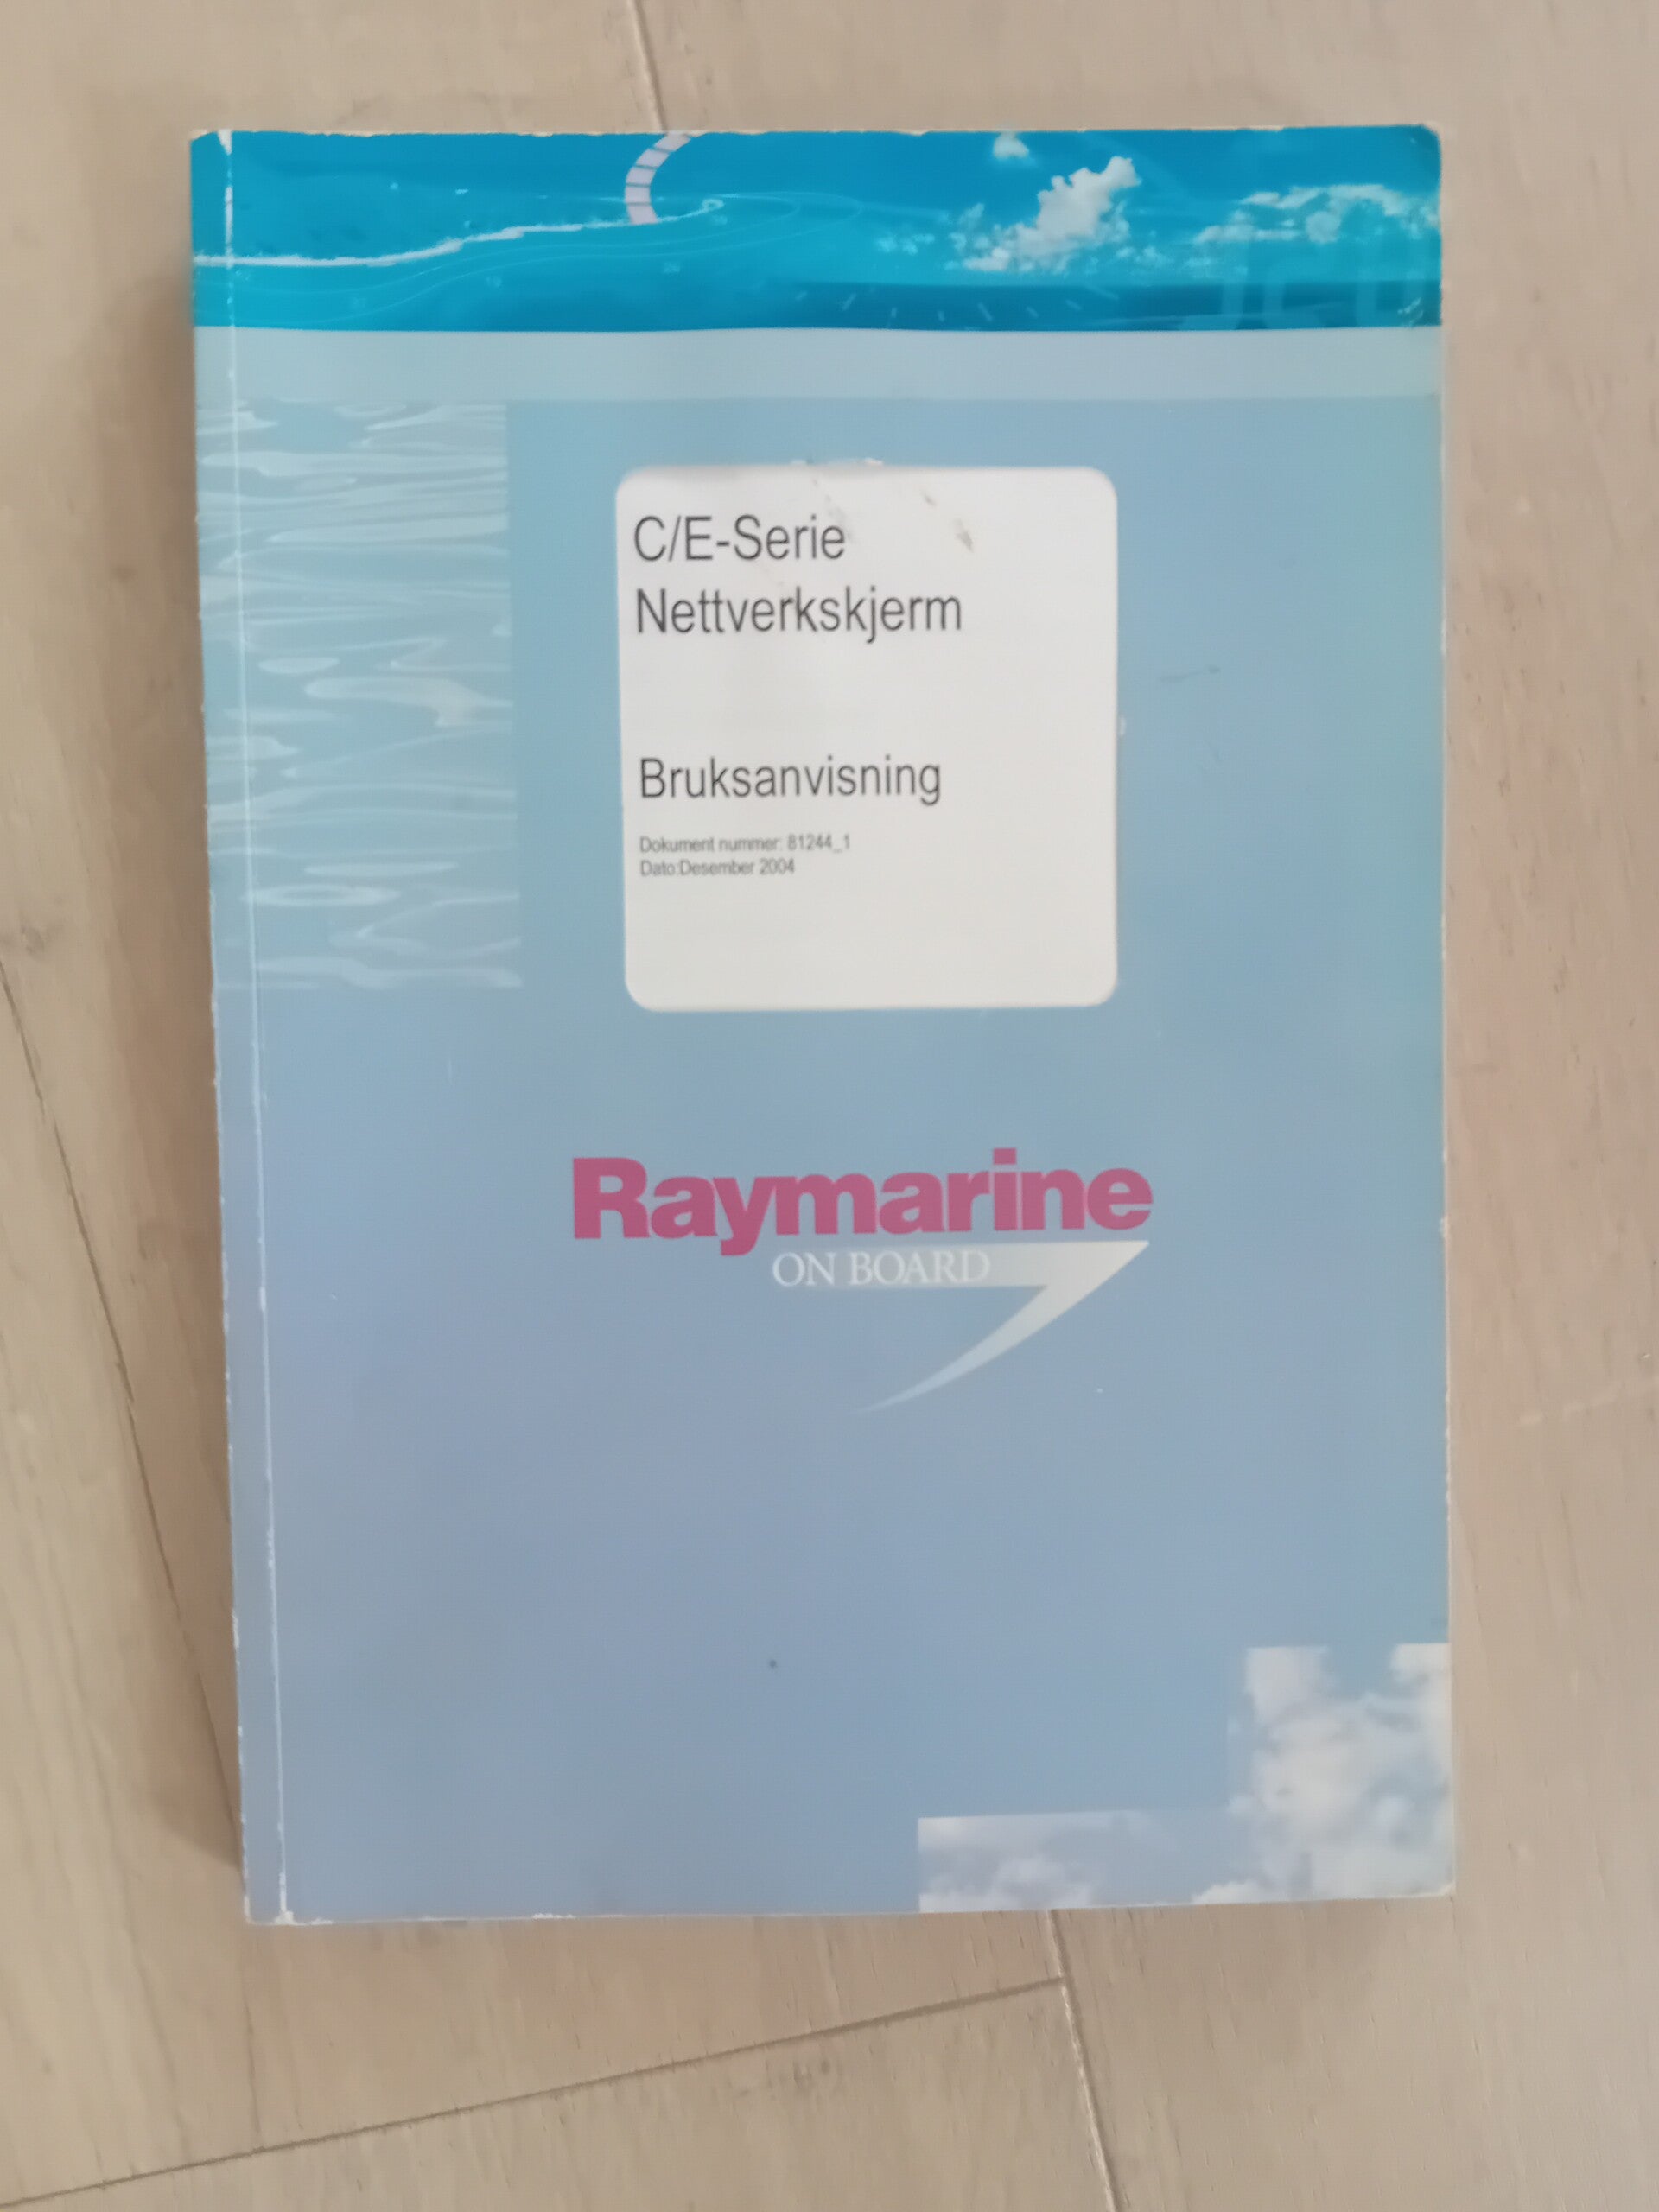 C/E-Serie
Nettverkskjerm
Bruksanvisning
Dokument nummer: 81244_1
Dato:Desember 2004
Raymarine
ON BOARD